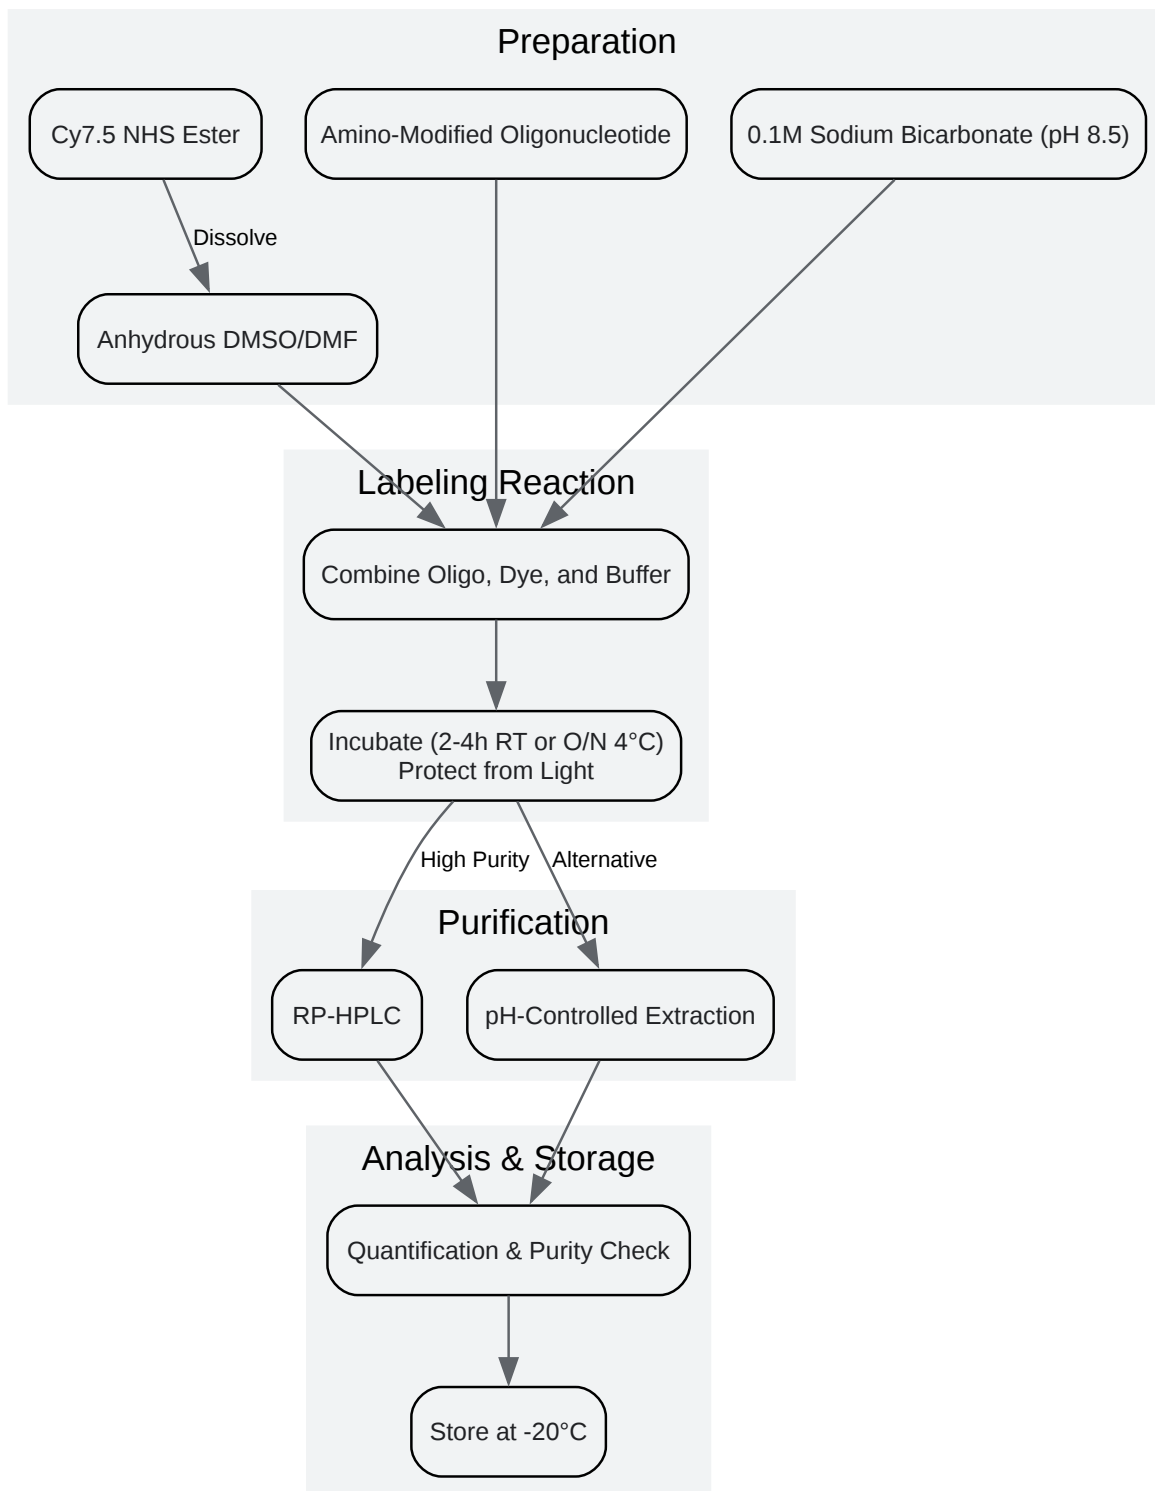 Preparation
Cy7.5 NHS Ester
Amino-Modified Oligonucleotide
0.1M Sodium Bicarbonate (pH 8.5)
Dissolve
Anhydrous DMSO/DMF
Labeling Reaction
Combine Oligo, Dye, and Buffer
Incubate (2-4h RT or O/N 4°C)
Protect from Light
High Purity
Alternative
Purification
RP-HPLC
pH-Controlled Extraction
Analysis & Storage
Quantification & Purity Check
Store at -20°C